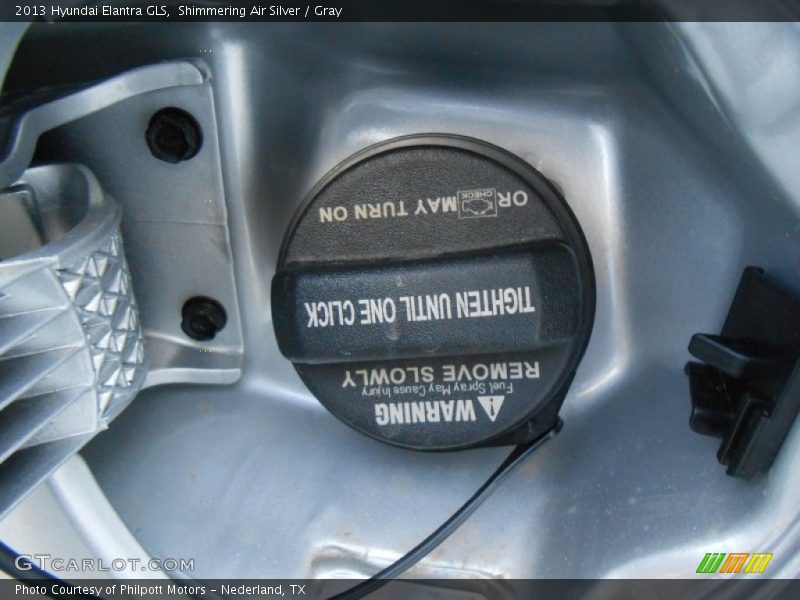 2013 Hyundai Elantra GLS, Shimmering Air Silver / Gray
WARNING
Fuel Spray May Cause Injury
REMOVE SLOWLY
TIGHTEN UNTIL ONE CLICK
OR CHECK MAY TURN ON
GTCARLOT.COM
Photo Courtesy of Philpott Motors - Nederland, TX